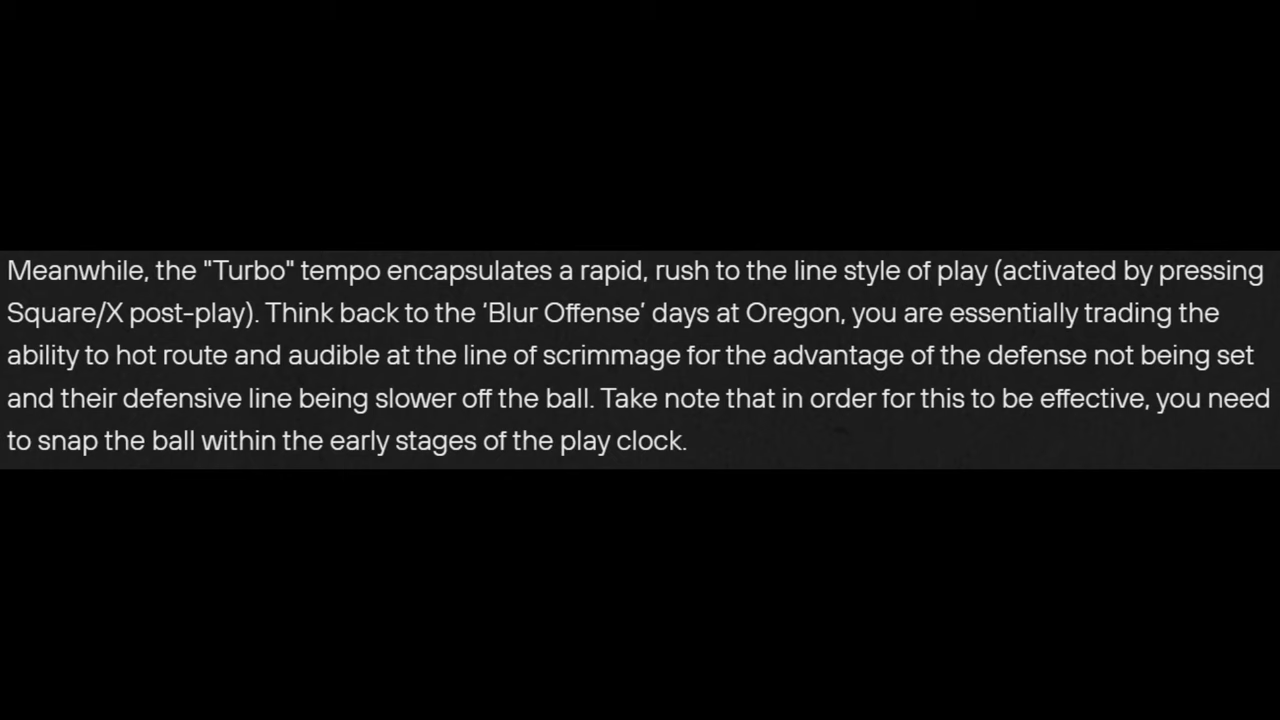 Meanwhile, the "Turbo" tempo encapsulates a rapid, rush to the line style of play (activated by pressing
Square/X post-play). Think back to the ‘Blur Offense’ days at Oregon, you are essentially trading the
ability to hot route and audible at the line of scrimmage for the advantage of the defense not being set
and their defensive line being slower off the ball. Take note that in order for this to be effective, you need
to snap the ball within the early stages of the play clock.